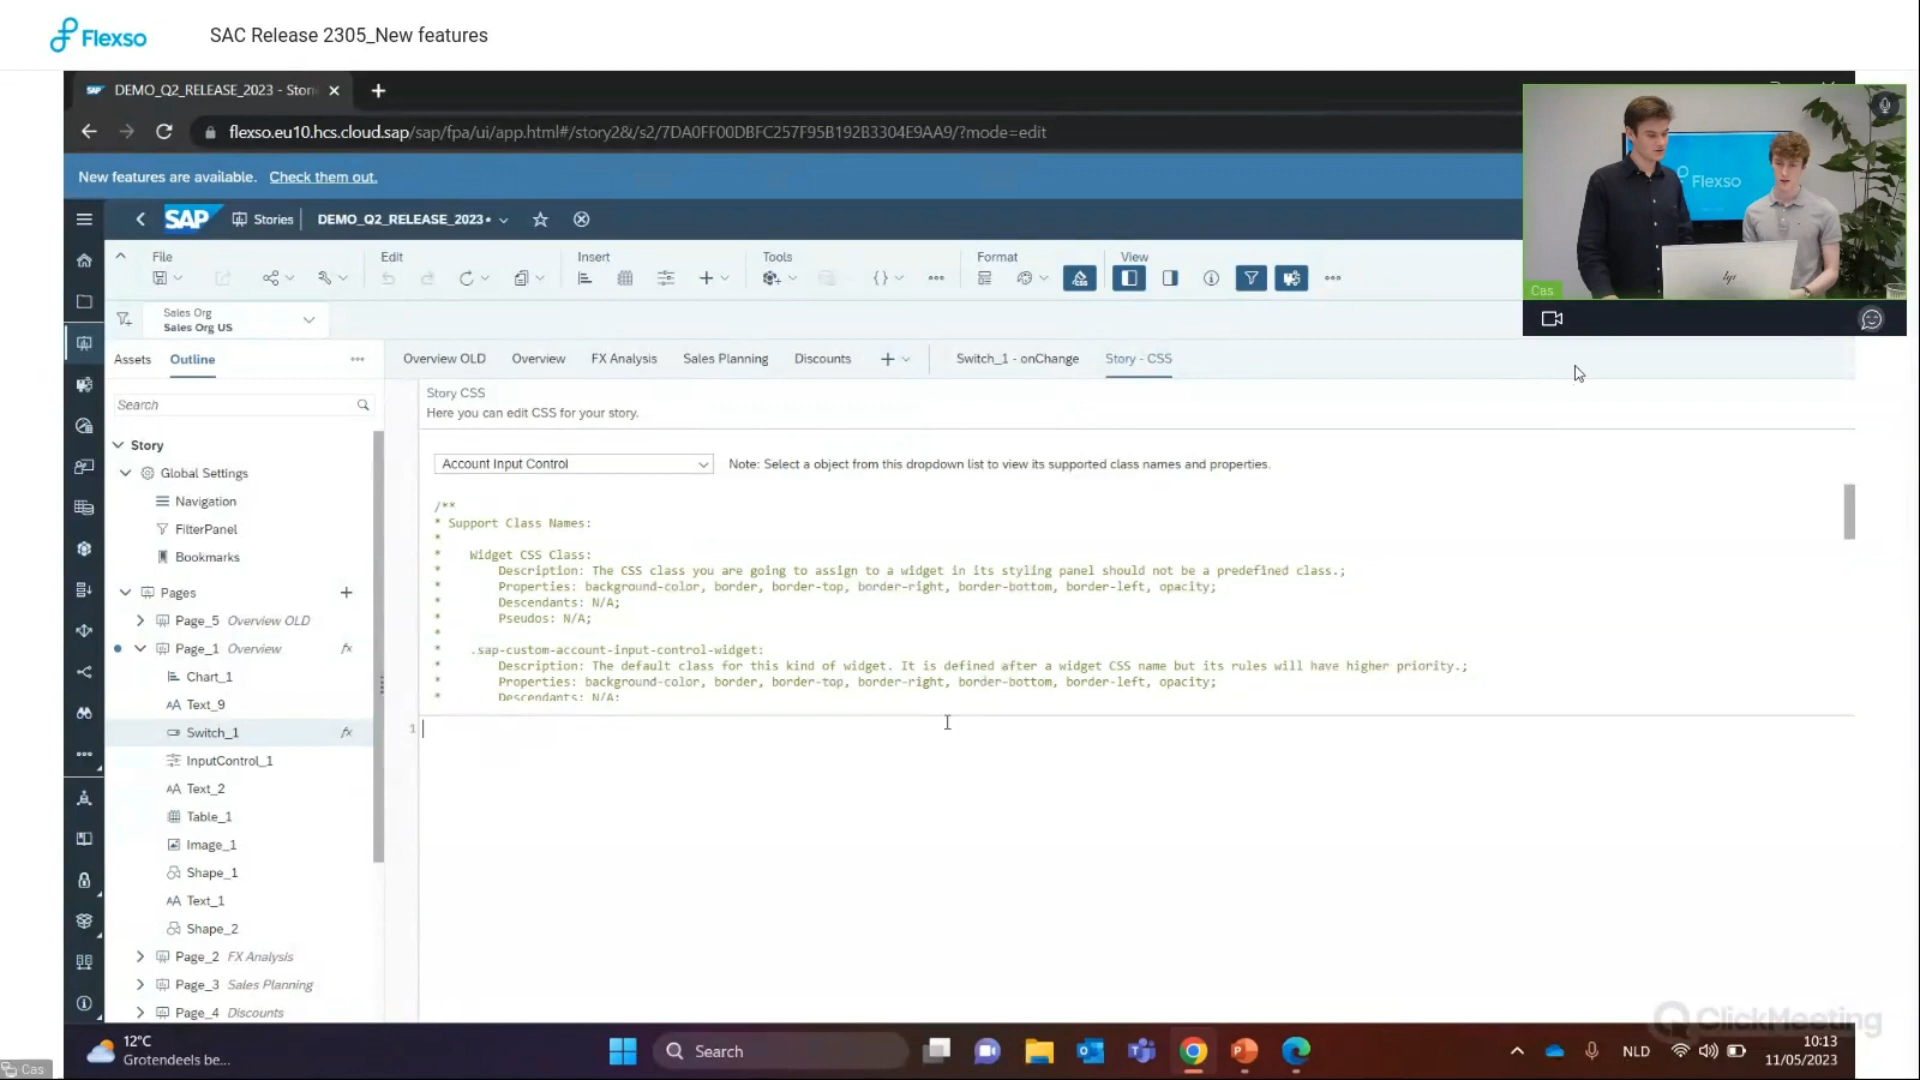 Flexso
SAC Release 2305_New features
DEMO_Q2_RELEASE_2023 - Stor
flexso.eu10.hcs.cloud.sap/sap/fpa/ui/app.html#/story2&/s2/7DA0FF00DBFC257F95B192B3304E9AA9/?mode=edit
New features are available. Check them out.
SAP Stories DEMO_Q2_RELEASE_2023•
File Edit Insert Tools Format View
Sales Org
Sales Org US
Flexso
Cas
Assets Outline
Overview OLD Overview FX Analysis Sales Planning Discounts Switch_1 - onChange Story - CSS
Search
Story
Global Settings
Navigation
FilterPanel
Bookmarks
Pages
Page_5 Overview OLD
Page_1 Overview
Chart_1
Text_9
Switch_1
InputControl_1
Text_2
Table_1
Image_1
Shape_1
Text_1
Shape_2
Page_2 FX Analysis
Page_3 Sales Planning
Page_4 Discounts
Story CSS
Here you can edit CSS for your story.
Account Input Control
Note: Select a object from this dropdown list to view its supported class names and properties.
/**
* Support Class Names:
*
* Widget CSS Class:
* Description: The CSS class you are going to assign to a widget in its styling panel should not be a predefined class.;
* Properties: background-color, border, border-top, border-right, border-bottom, border-left, opacity;
* Descendants: N/A;
* Pseudos: N/A;
*
* .sap-custom-account-input-control-widget:
* Description: The default class for this kind of widget. It is defined after a widget CSS name but its rules will have higher priority.;
* Properties: background-color, border, border-top, border-right, border-bottom, border-left, opacity;
* Descendants: N/A;
1
ClickMeeting
12°C
Grotendeels be...
Search
NLD
10:13
11/05/2023
Cas